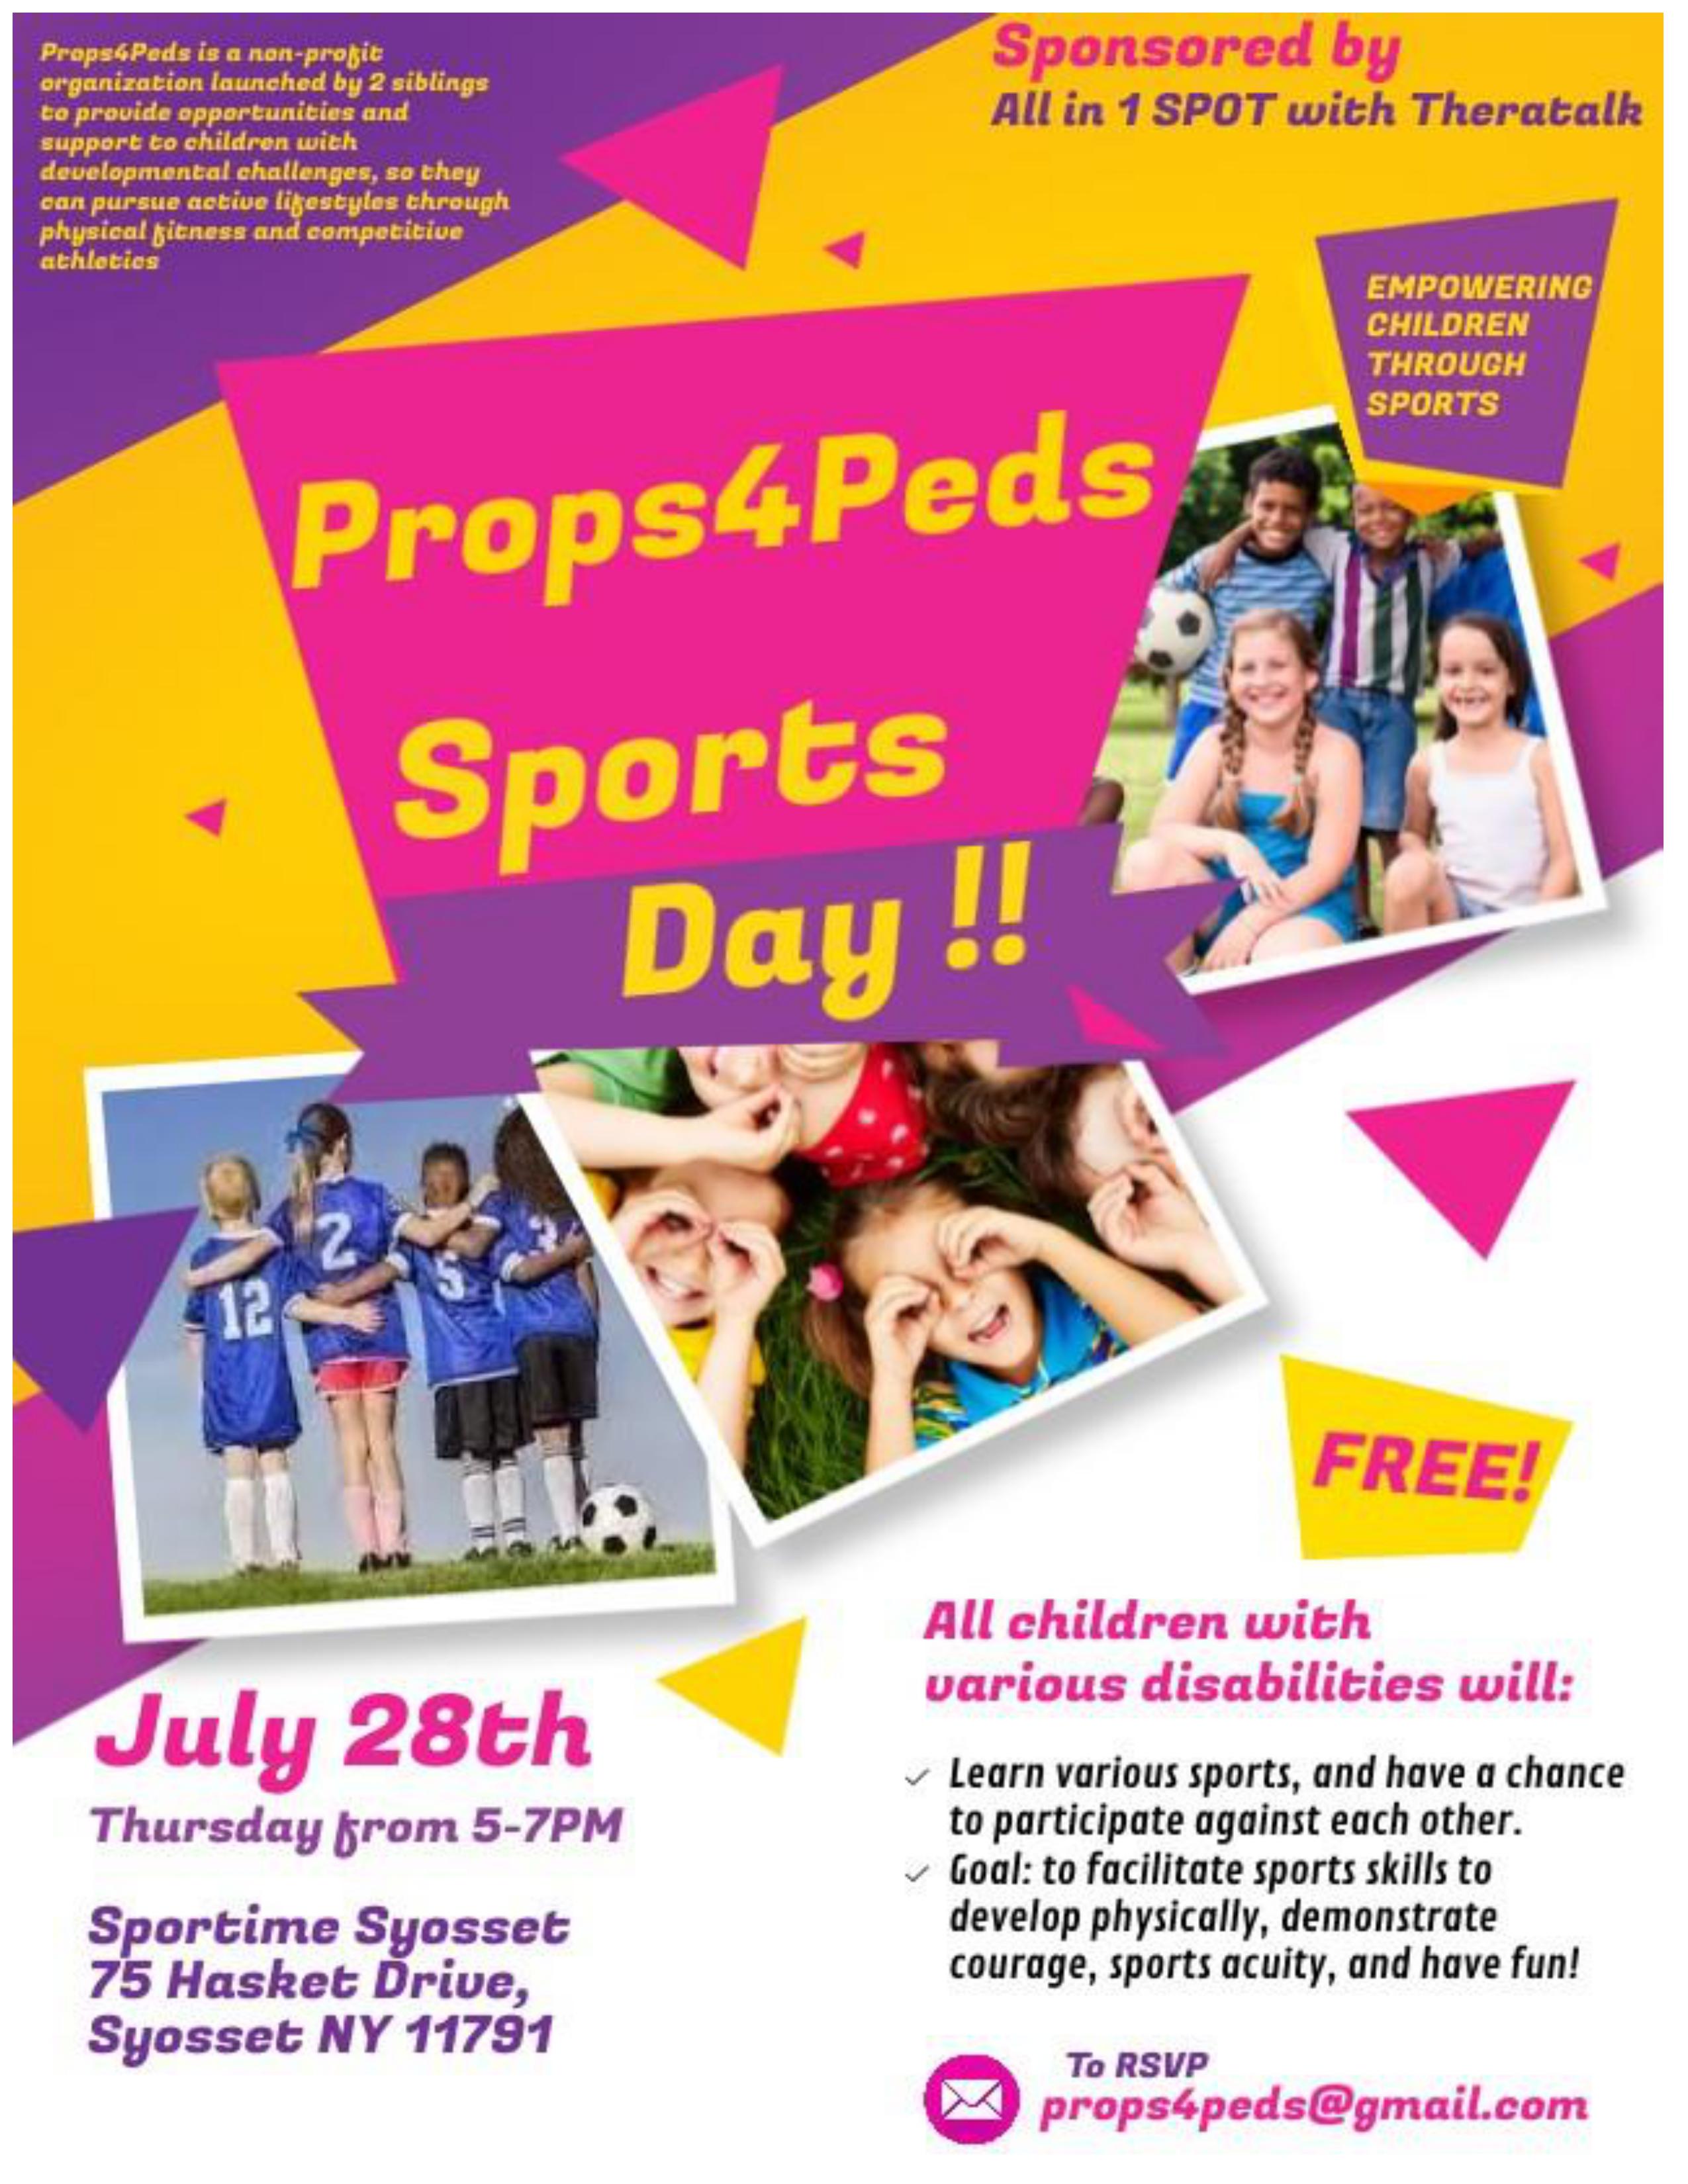 Props4Peds is a non-profit
organization launched by 2 siblings
to provide opportunities and
support to children with
developmental challenges, so they
can pursue active lifestyles through
physical fitness and competitive
athletics
Sponsored by
All in 1 SPOT with Theratalk
EMPOWERING
CHILDREN
THROUGH
SPORTS
Props4Peds
Sports
Day !!
12
2
5
3
FREE!
July 28th
Thursday from 5-7PM
Sportime Syosset
75 Hasket Drive,
Syosset NY 11791
All children with
various disabilities will:
✓ Learn various sports, and have a chance
to participate against each other.
✓ Goal: to facilitate sports skills to
develop physically, demonstrate
courage, sports acuity, and have fun!
To RSVP
props4peds@gmail.com